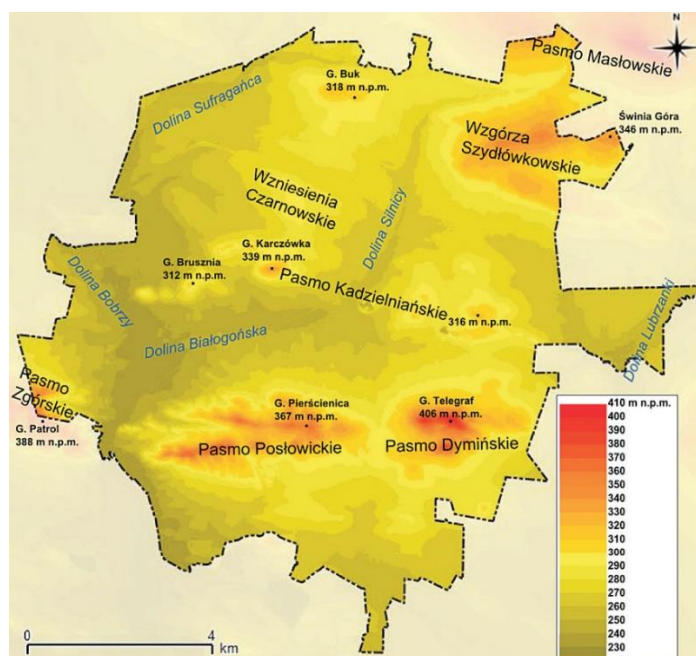 N
Pasmo Masłowskie
G. Buk
318 m n.p.m.
Dolina Sufragańca
Świnia Góra
346 m n.p.m.
Wzgórza
Szydłówkowskie
Wzniesienia
Czarnowskie
Dolina Silnicy
G. Karczówka
339 m n.p.m.
G. Brusznia
312 m n.p.m.
Pasmo Kadzielniańskie
316 m n.p.m.
Dolina Bobrzy
Dolina Białogońska
Dolina Lubrzanki
Pasmo
Zgórskie
G. Patrol
388 m n.p.m.
G. Pierścienica
367 m n.p.m.
Pasmo Posłowickie
G. Telegraf
406 m n.p.m.
Pasmo Dymińskie
410 m n.p.m.
400
390
380
370
360
350
340
330
320
310
300
290
280
270
260
250
240
230
0 4
km